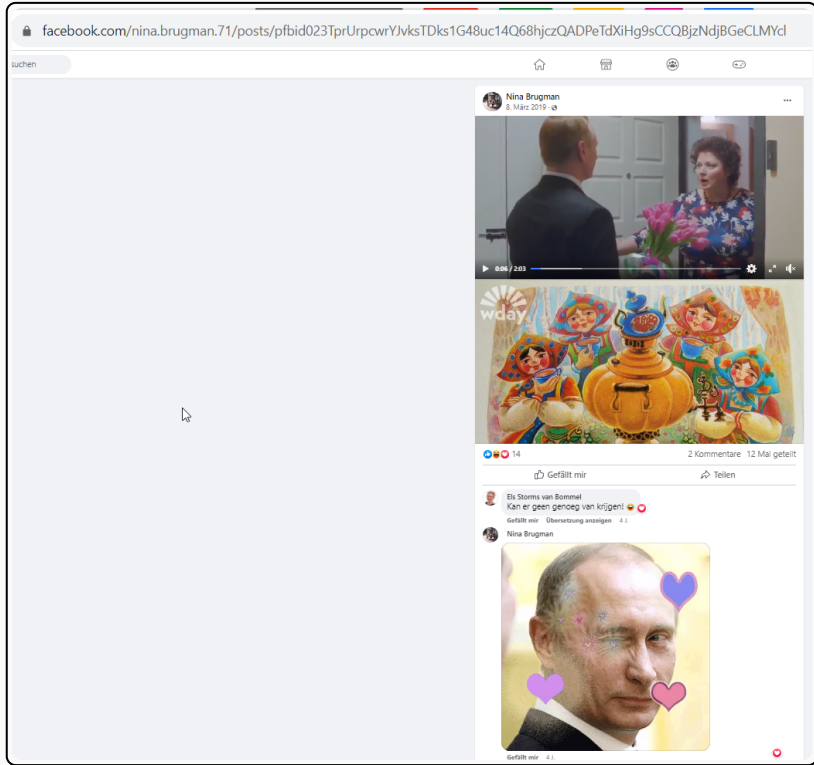 facebook.com/nina.brugman.71/posts/pfbid023TprUrpcwrYJvksTDks1G48uc14Q68hjczQADPeTdXiHg9sCCQBjzNdjBGeCLMYcl
suchen
Nina Brugman
8. März 2019 ·
0:06 / 2:03
wday
14
2 Kommentare 12 Mal geteilt
Gefällt mir
Teilen
Els Storms van Bommel
Kan er geen genoeg van krijgen!
Gefällt mir Übersetzung anzeigen 4 J.
Nina Brugman
Gefällt mir 4 J.